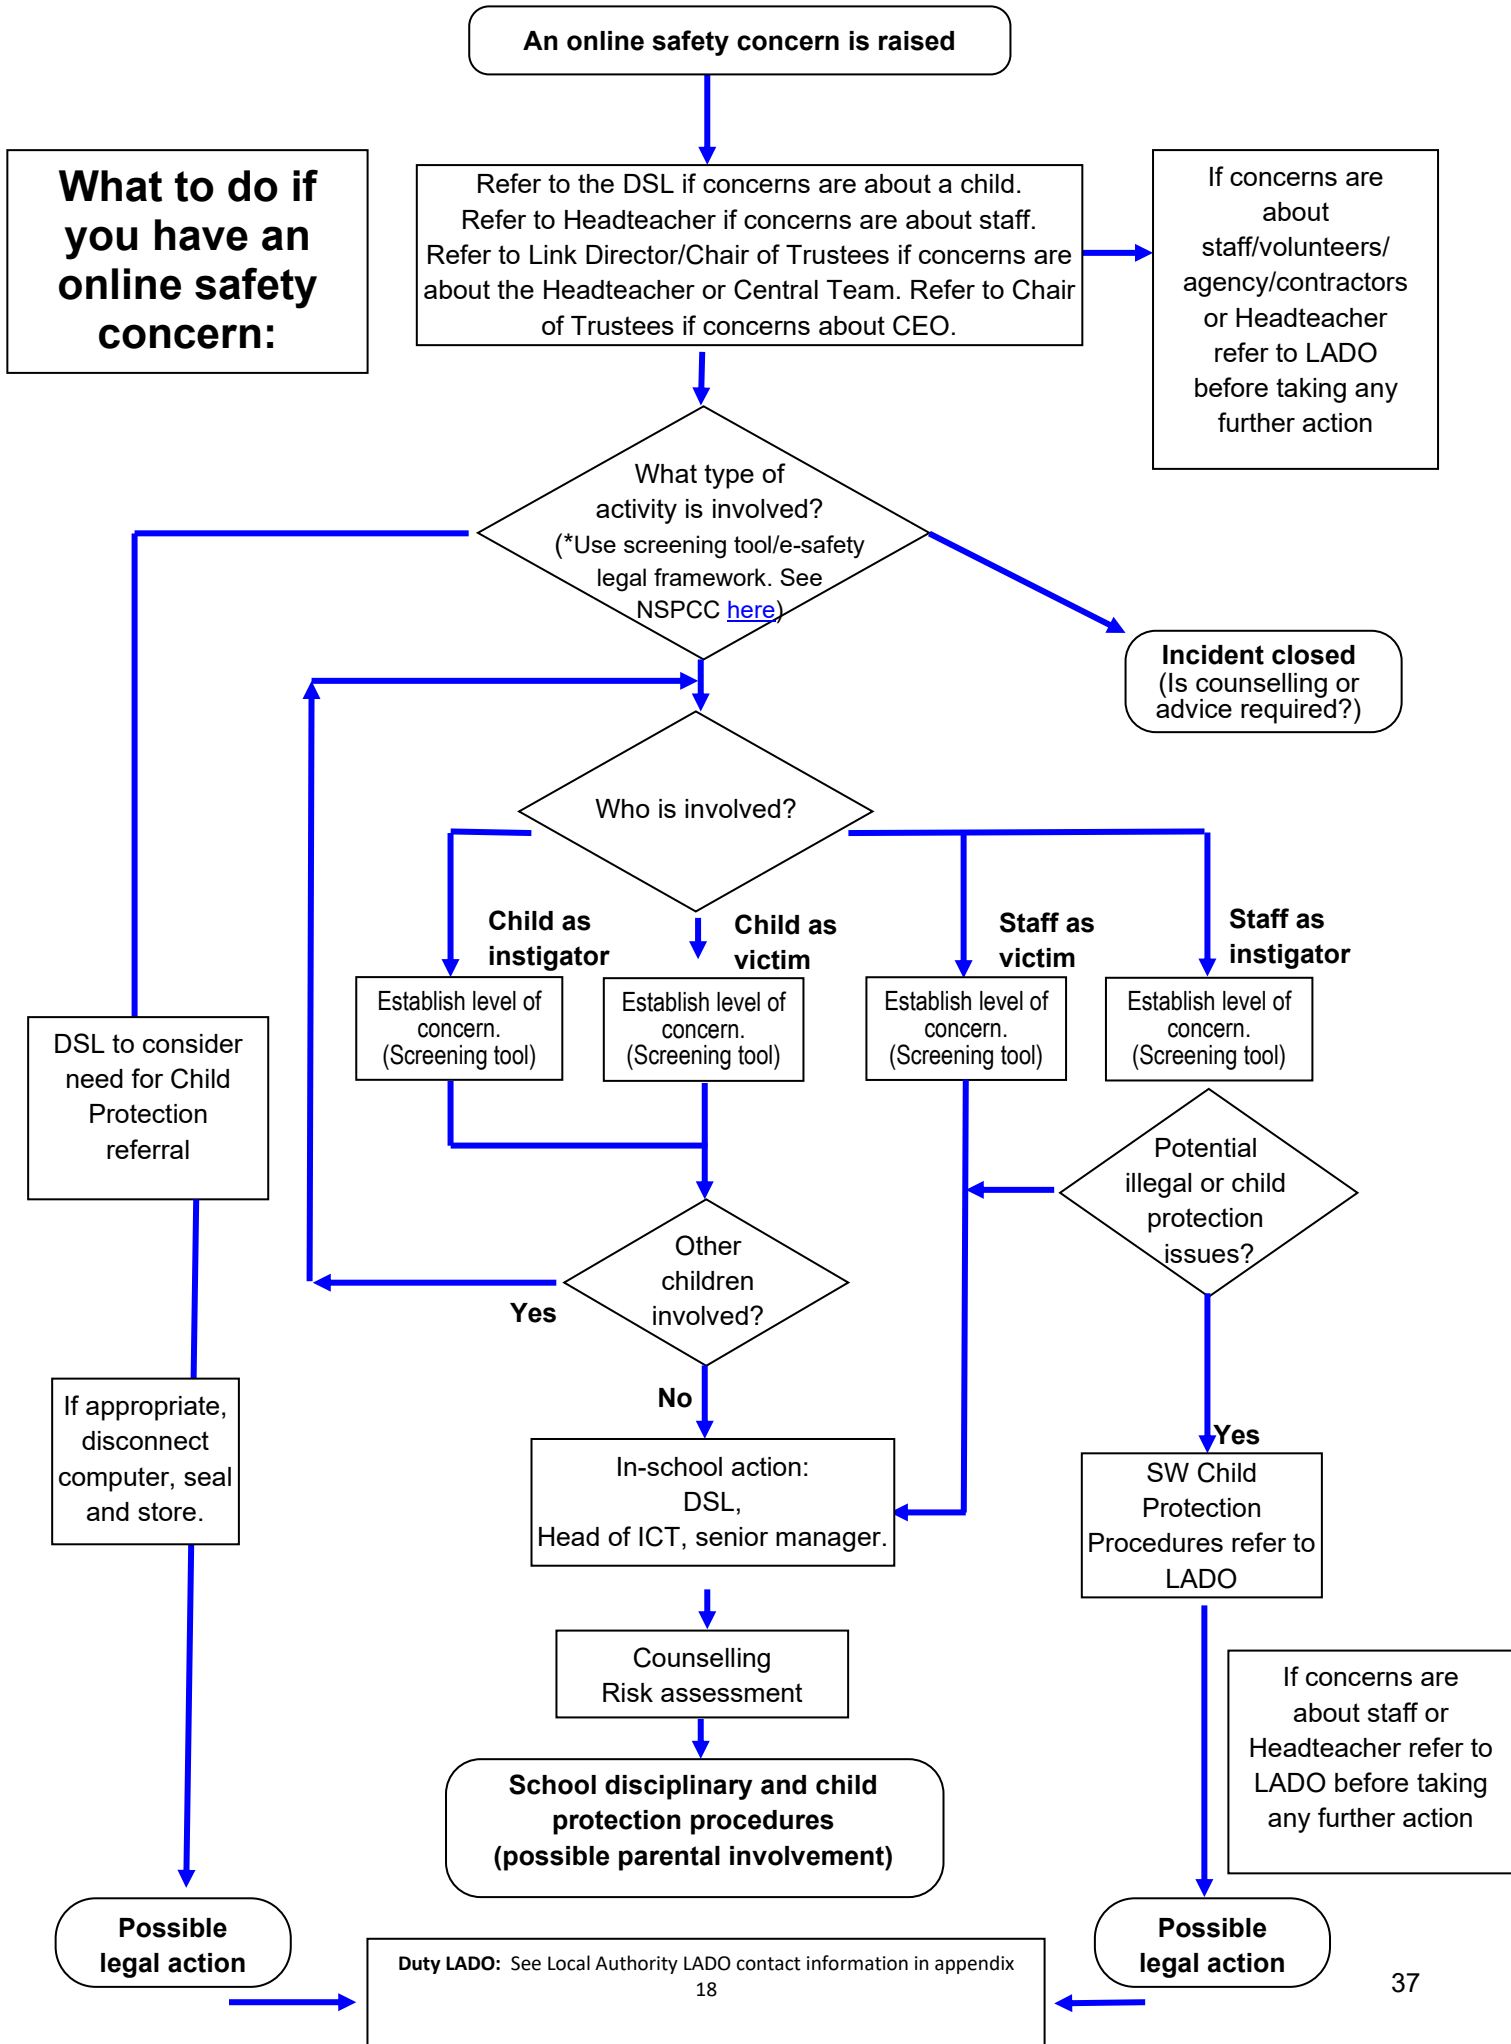 An online safety concern is raised
What to do if
you have an
online safety
concern:
Refer to the DSL if concerns are about a child.
Refer to Headteacher if concerns are about staff.
Refer to Link Director/Chair of Trustees if concerns are
about the Headteacher or Central Team. Refer to Chair
of Trustees if concerns about CEO.
If concerns are
about
staff/volunteers/
agency/contractors
or Headteacher
refer to LADO
before taking any
further action
What type of
activity is involved?
(*Use screening tool/e-safety
legal framework. See
NSPCC here)
Incident closed
(Is counselling or
advice required?)
Who is involved?
Child as
instigator
Child as
victim
Staff as
victim
Staff as
instigator
Establish level of
concern.
(Screening tool)
Establish level of
concern.
(Screening tool)
Establish level of
concern.
(Screening tool)
Establish level of
concern.
(Screening tool)
DSL to consider
need for Child
Protection
referral
Potential
illegal or child
protection
issues?
Other
children
involved?
Yes
No
Yes
If appropriate,
disconnect
computer, seal
and store.
In-school action:
DSL,
Head of ICT, senior manager.
SW Child
Protection
Procedures refer to
LADO
Counselling
Risk assessment
If concerns are
about staff or
Headteacher refer to
LADO before taking
any further action
School disciplinary and child
protection procedures
(possible parental involvement)
Possible
legal action
Possible
legal action
Duty LADO: See Local Authority LADO contact information in appendix
18
37